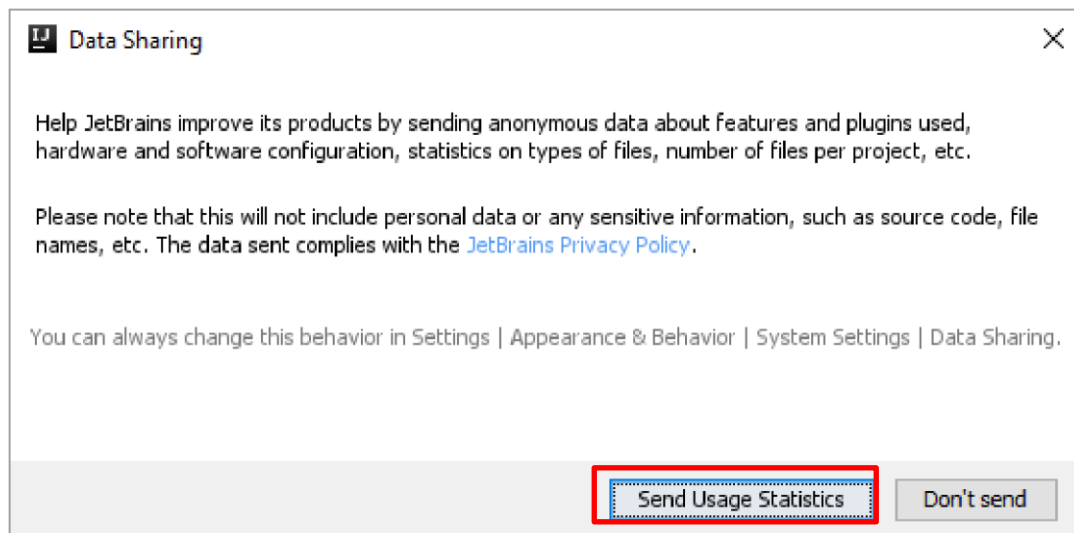 IJ Data Sharing
Help JetBrains improve its products by sending anonymous data about features and plugins used,
hardware and software configuration, statistics on types of files, number of files per project, etc.
Please note that this will not include personal data or any sensitive information, such as source code, file
names, etc. The data sent complies with the JetBrains Privacy Policy.
You can always change this behavior in Settings | Appearance & Behavior | System Settings | Data Sharing.
Send Usage Statistics Don't send